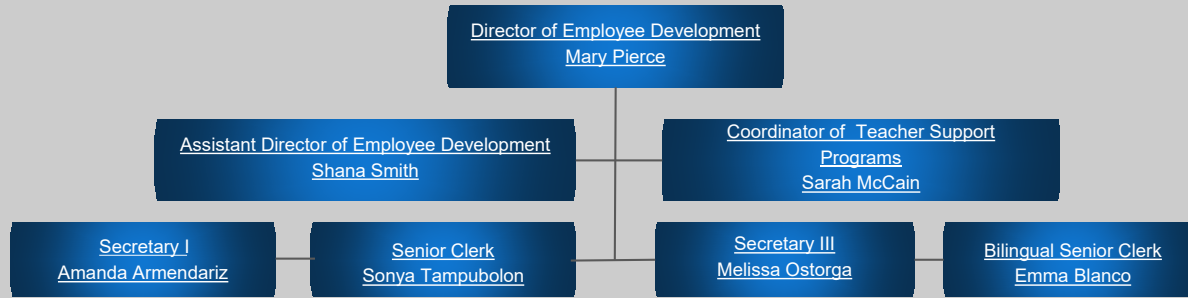 Director of Employee Development
Mary Pierce
Assistant Director of Employee Development
Shana Smith
Coordinator of Teacher Support
Programs
Sarah McCain
Secretary I
Amanda Armendariz
Senior Clerk
Sonya Tampubolon
Secretary III
Melissa Ostorga
Bilingual Senior Clerk
Emma Blanco